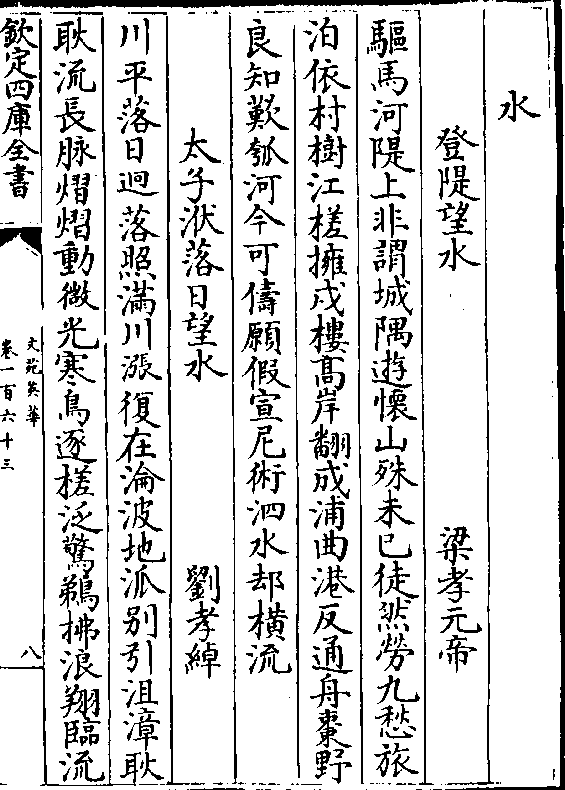 水
登隄望水 梁孝元帝
驅馬河隄上非謂城隅遊懷山殊未已徒然勞九愁旅
泊依村樹江槎擁戍樓高岸翻成浦曲港反通舟棗野
良知歎瓠河今可儔願假宣尼術泗水却横流
太子洑落日望水 劉孝綽
川平落日迥落照滿川漲復在淪波地派别引沮漳耿
耿流長脉熠熠動微光寒鳥逐槎泛驚鵜拂浪翔臨流
欽定四庫全書
文苑英華
卷一百六十三
八